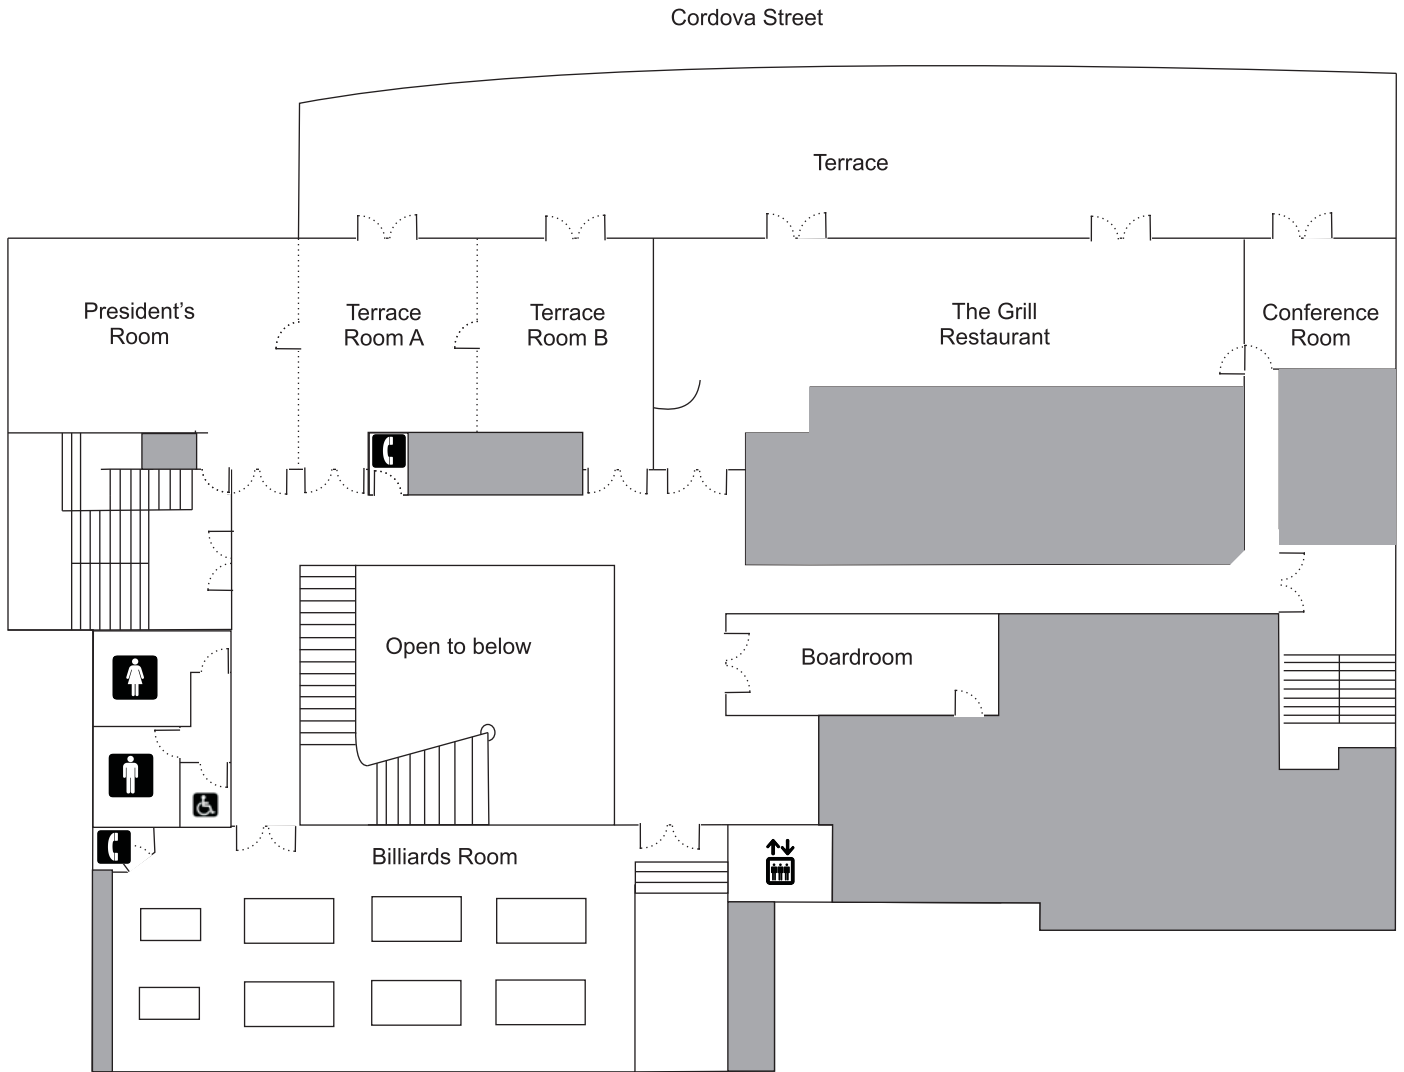 Cordova Street
Terrace
President’s
Room
Terrace
Room A
Terrace
Room B
The Grill
Restaurant
Conference
Room
Open to below
Boardroom
Billiards Room